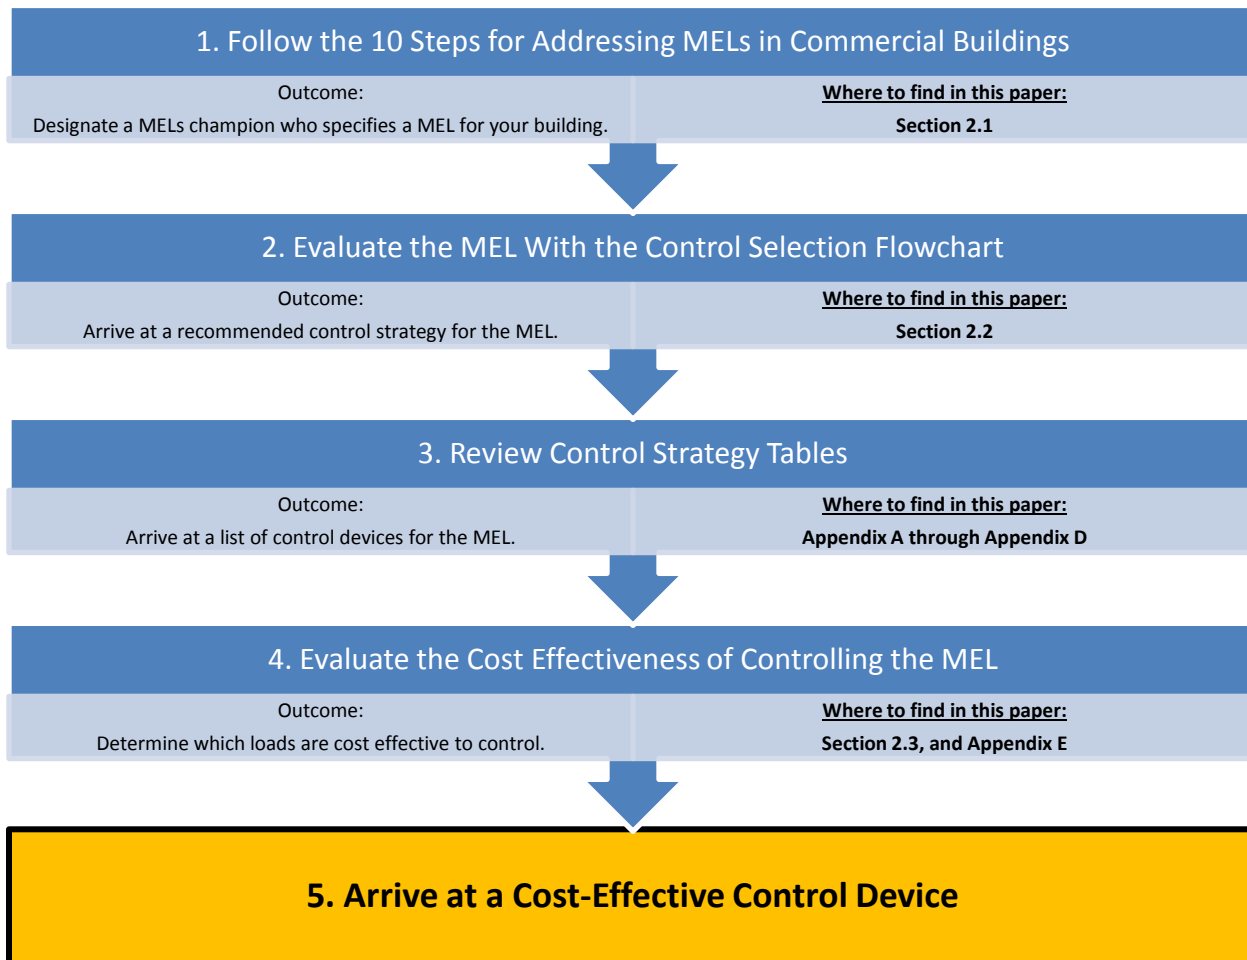 1. Follow the 10 Steps for Addressing MELs in Commercial Buildings
Outcome:
Designate a MELs champion who specifies a MEL for your building.
Where to find in this paper:
Section 2.1
2. Evaluate the MEL With the Control Selection Flowchart
Outcome:
Arrive at a recommended control strategy for the MEL.
Where to find in this paper:
Section 2.2
3. Review Control Strategy Tables
Outcome:
Arrive at a list of control devices for the MEL.
Where to find in this paper:
Appendix A through Appendix D
4. Evaluate the Cost Effectiveness of Controlling the MEL
Outcome:
Determine which loads are cost effective to control.
Where to find in this paper:
Section 2.3, and Appendix E
5. Arrive at a Cost-Effective Control Device